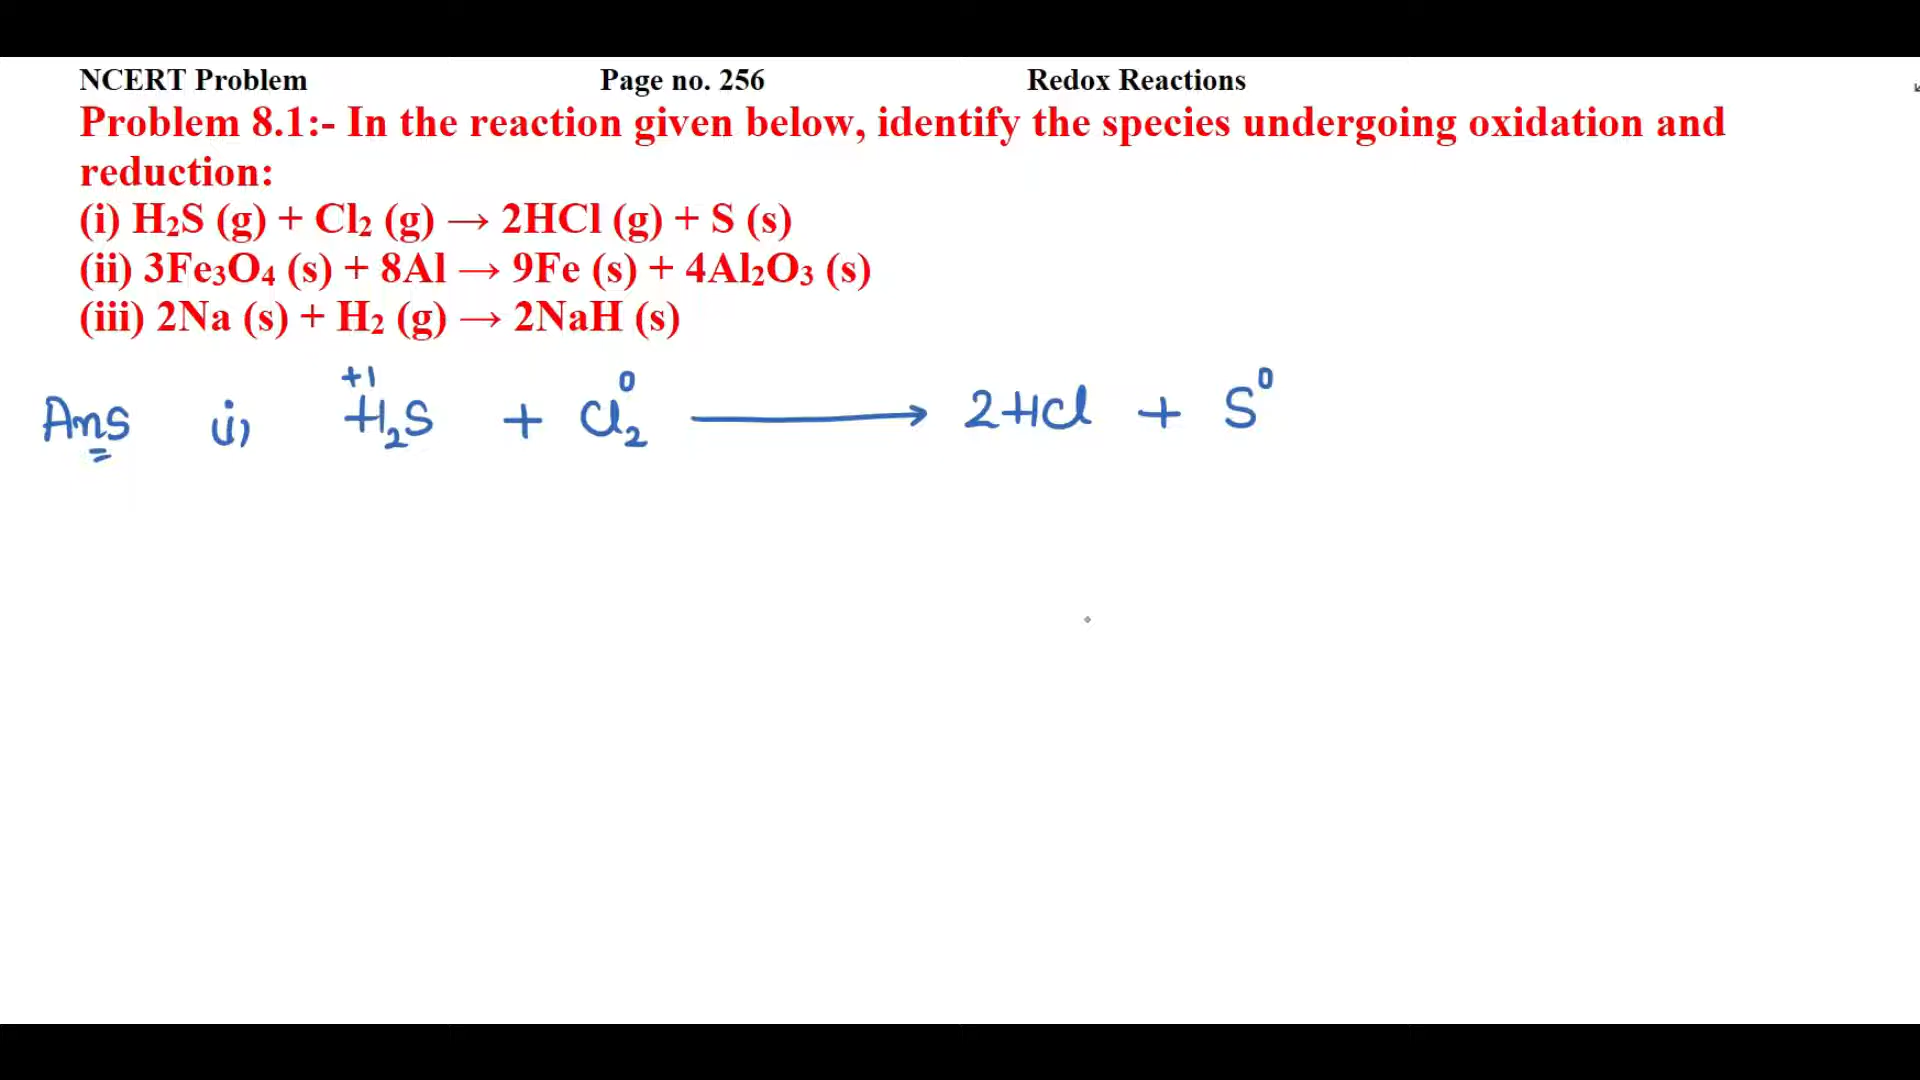 NCERT Problem Page no. 256 Redox Reactions
Problem 8.1:- In the reaction given below, identify the species undergoing oxidation and
reduction:
(i) H₂S (g) + Cl₂ (g) → 2HCl (g) + S (s)
(ii) 3Fe₃O₄ (s) + 8Al → 9Fe (s) + 4Al₂O₃ (s)
(iii) 2Na (s) + H₂ (g) → 2NaH (s)
+1 0 0
Ans i) H₂S + Cl₂ ⟶ 2HCl + S